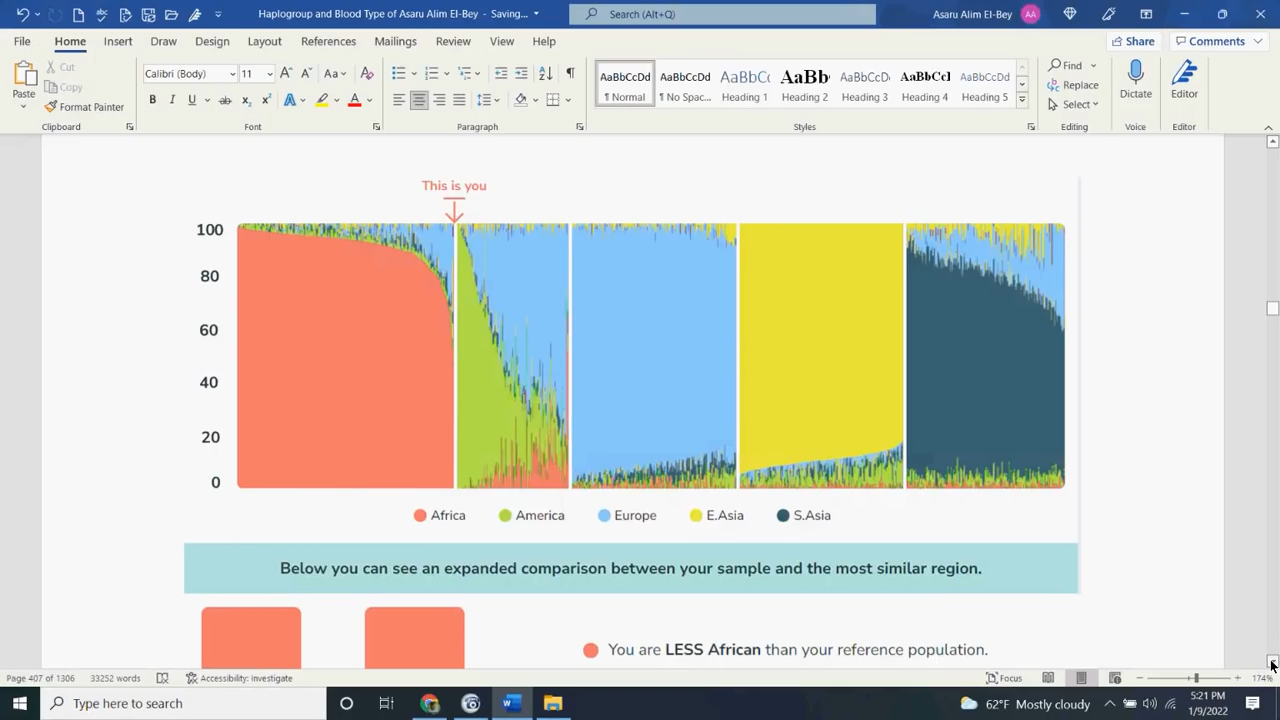 Haplogroup and Blood Type of Asaru Alim El-Bey - Saving...
Search (Alt+Q)
Asaru Alim El-Bey
AA
File Home Insert Draw Design Layout References Mailings Review View Help
Share
Comments
Paste
Cut
Copy
Format Painter
Clipboard
Calibri (Body)
11
Font
Paragraph
AaBbCcDd
¶ Normal
AaBbCcDd
¶ No Spac...
AaBbCc
Heading 1
AaBbCc
Heading 2
AaBbCcDd
Heading 3
AaBbCcI
Heading 4
AaBbCcDd
Heading 5
Styles
Find
Replace
Select
Editing
Dictate
Voice
Editor
Editor
This is you
100
80
60
40
20
0
Africa America Europe E.Asia S.Asia
Below you can see an expanded comparison between your sample and the most similar region.
You are LESS African than your reference population.
Page 407 of 1306 33252 words Accessibility: investigate
Focus
174%
Type here to search
62°F Mostly cloudy
5:21 PM
1/9/2022